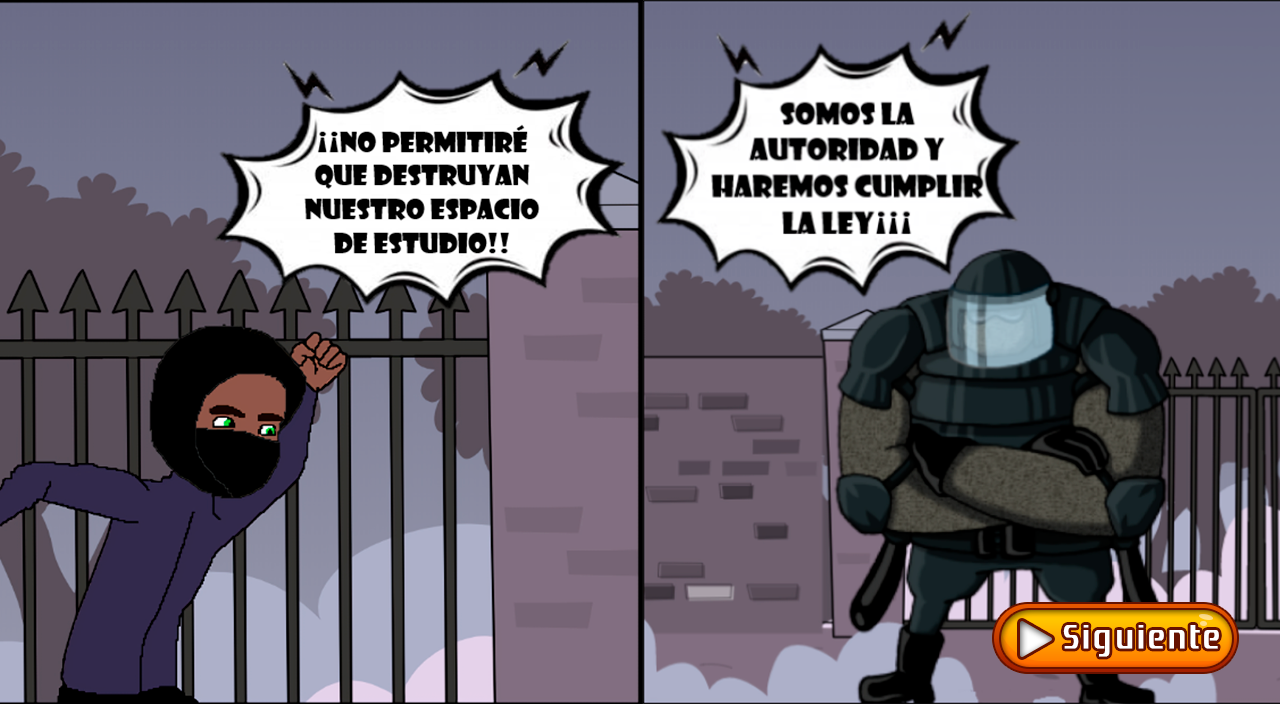 ¡¡NO PERMITIRÉ
QUE DESTRUYAN
NUESTRO ESPACIO
DE ESTUDIO!!
SOMOS LA
AUTORIDAD Y
HAREMOS CUMPLIR
LA LEY¡¡¡
Siguiente